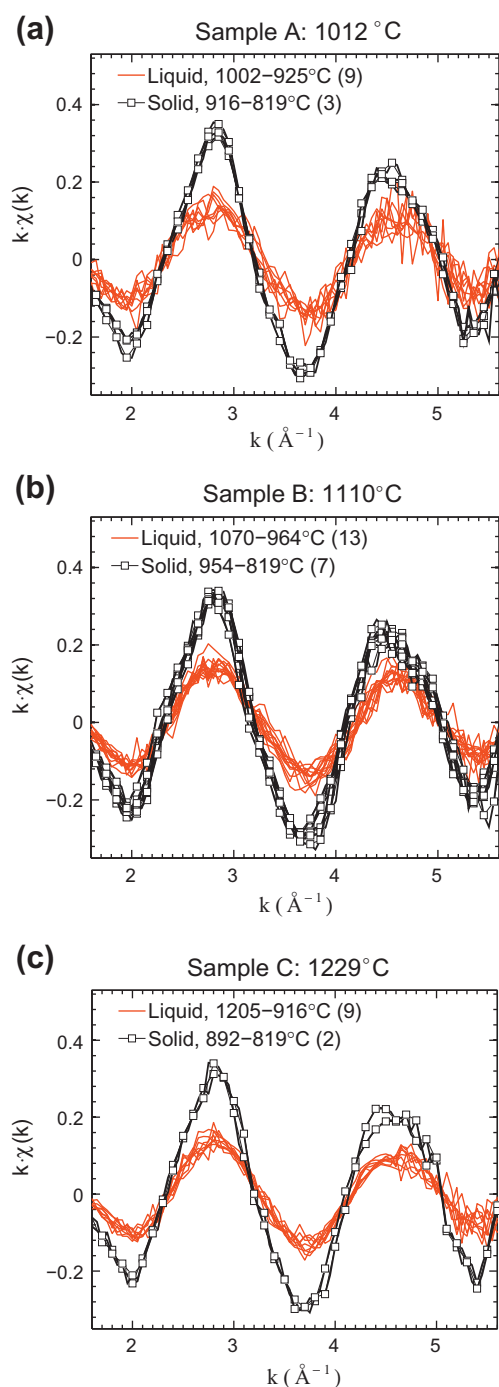 (a)
Sample A: 1012 °C
Liquid, 1002−925°C (9)
Solid, 916−819°C (3)
0.4
0.2
0
−0.2
k·χ(k)
2 3 4 5
k ( Å⁻¹)
(b)
Sample B: 1110°C
Liquid, 1070−964°C (13)
Solid, 954−819°C (7)
0.4
0.2
0
−0.2
k·χ(k)
2 3 4 5
k ( Å⁻¹)
(c)
Sample C: 1229°C
Liquid, 1205−916°C (9)
Solid, 892−819°C (2)
0.4
0.2
0
−0.2
k·χ(k)
2 3 4 5
k ( Å⁻¹)